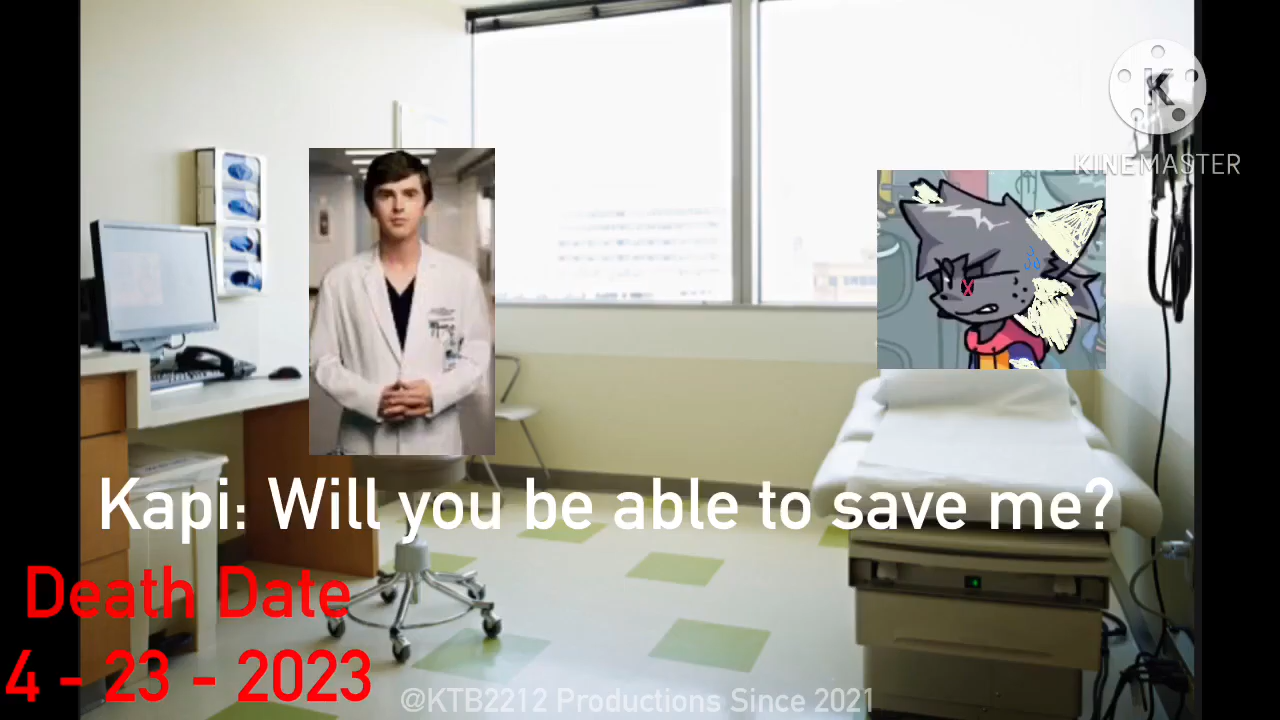 K
KINEMASTER
Kapi: Will you be able to save me?
Death Date
4 - 23 - 2023
@KTB2212 Productions Since 2021